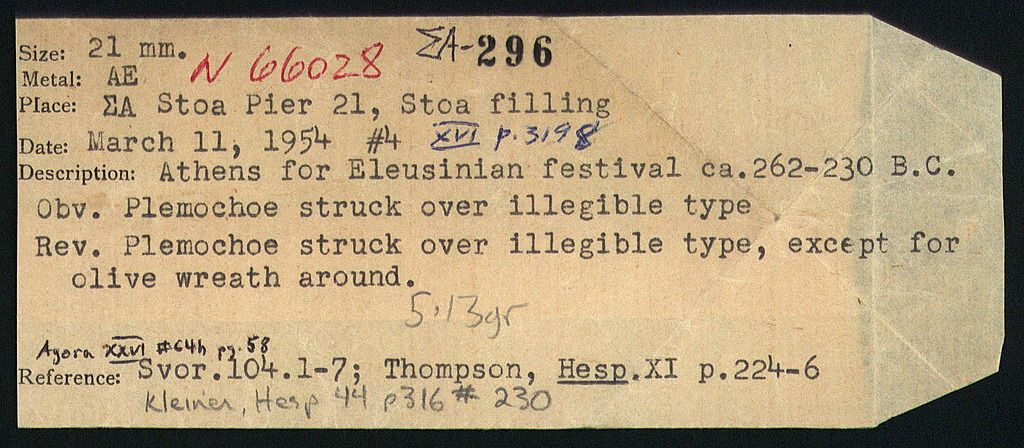 Size: 21 mm. N 66028 ΣA-296
Metal: AE
Place: ΣA Stoa Pier 21, Stoa filling
Date: March 11, 1954 #4 XVI p.3198
Description: Athens for Eleusinian festival ca.262-230 B.C.
Obv. Plemochoe struck over illegible type
Rev. Plemochoe struck over illegible type, except for
olive wreath around.
5.13gr
Agora XXVI #64h pg. 58
Reference: Svor.104.1-7; Thompson, Hesp.XI p.224-6
Kleiner, Hesp 44 p316 # 230